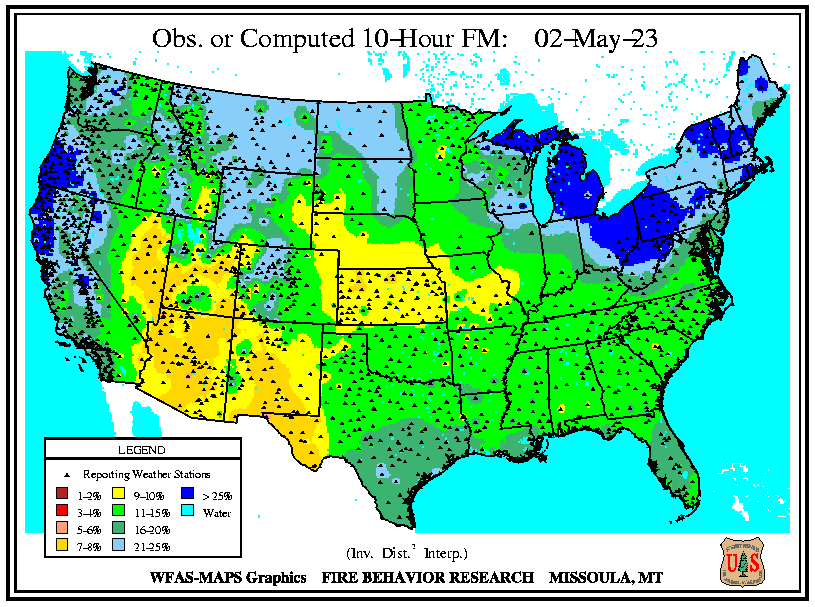 Obs. or Computed 10-Hour FM: 02-May-23
LEGEND
Reporting Weather Stations
1-2% 9-10% > 25%
3-4% 11-15% Water
5-6% 16-20%
7-8% 21-25%
(Inv. Dist.² Interp.)
WFAS-MAPS Graphics FIRE BEHAVIOR RESEARCH MISSOULA, MT
U S